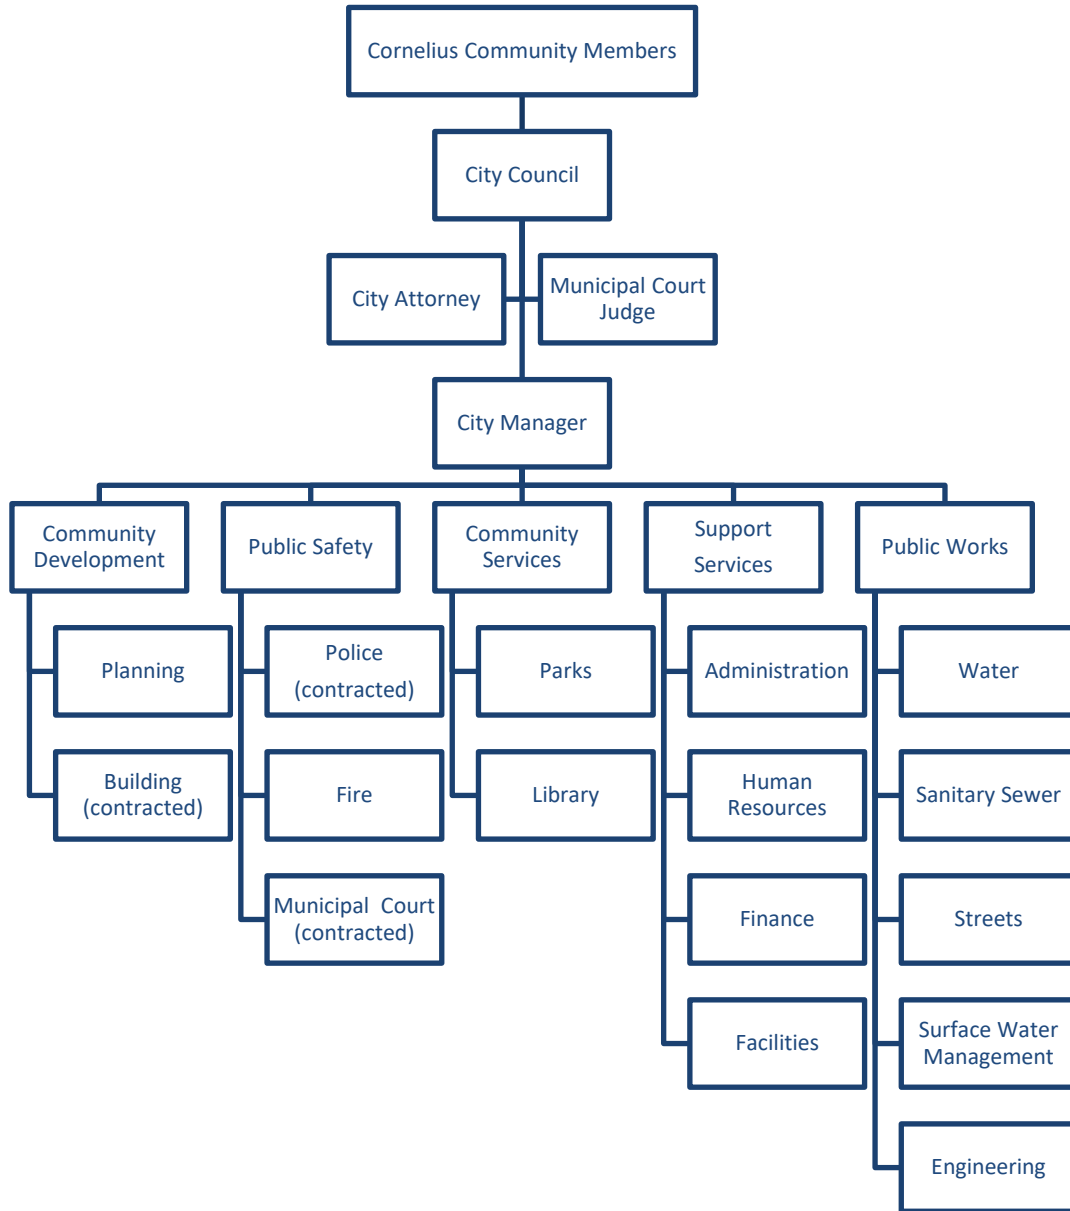 Cornelius Community Members
City Council
City Attorney
Municipal Court
Judge
City Manager
Community
Development
Public Safety
Community
Services
Support
Services
Public Works
Planning
Police
(contracted)
Parks
Administration
Water
Building
(contracted)
Fire
Library
Human
Resources
Sanitary Sewer
Municipal Court
(contracted)
Finance
Streets
Facilities
Surface Water
Management
Engineering